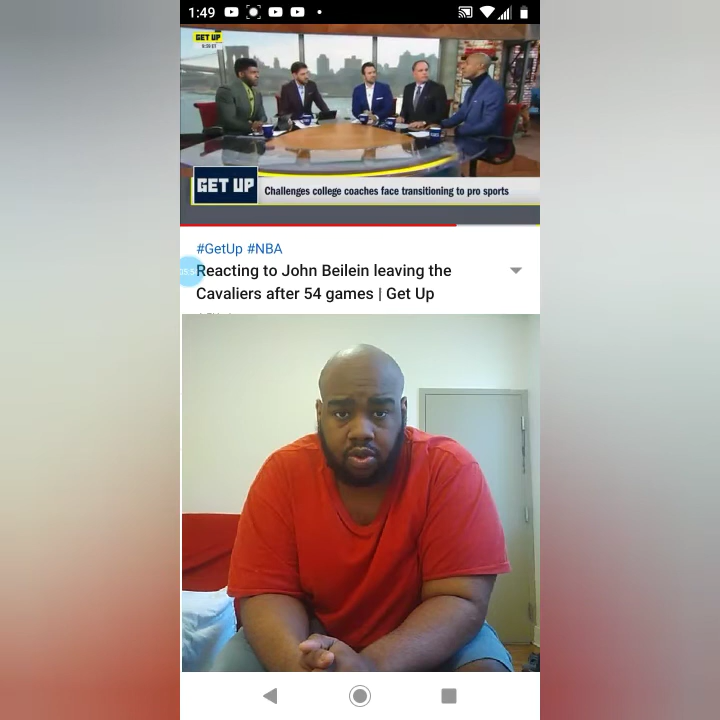 1:49
GET UP
GET UP
Challenges college coaches face transitioning to pro sports
#GetUp #NBA
Reacting to John Beilein leaving the
Cavaliers after 54 games | Get Up